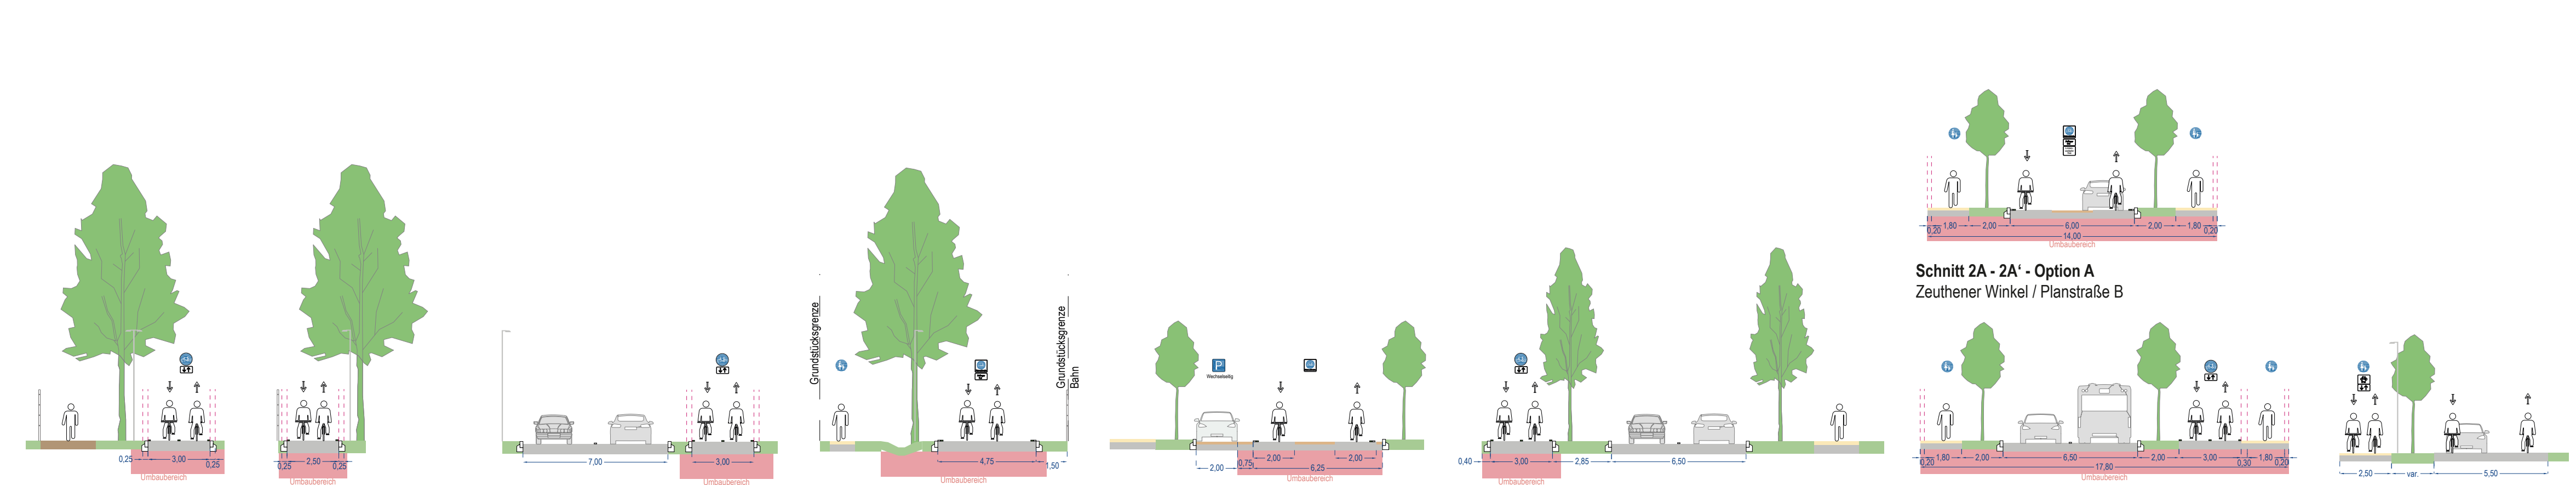 0,25
3,00
0,25
Umbaubereich
0,25
2,50
0,25
Umbaubereich
7,00
3,00
Umbaubereich
Grundstücksgrenze
4,75
1,50
Umbaubereich
Grundstücksgrenze
Bahn
P
Wechselseitig
2,00
0,75
2,00
2,00
6,25
Umbaubereich
0,40
3,00
2,85
6,50
Umbaubereich
0,20
1,80
2,00
6,00
2,00
1,80
0,20
14,00
Umbaubereich
Schnitt 2A - 2A‘ - Option A
Zeuthener Winkel / Planstraße B
0,20
1,80
2,00
6,50
2,00
3,00
0,30
1,80
0,20
17,80
Umbaubereich
2,50
var.
5,50